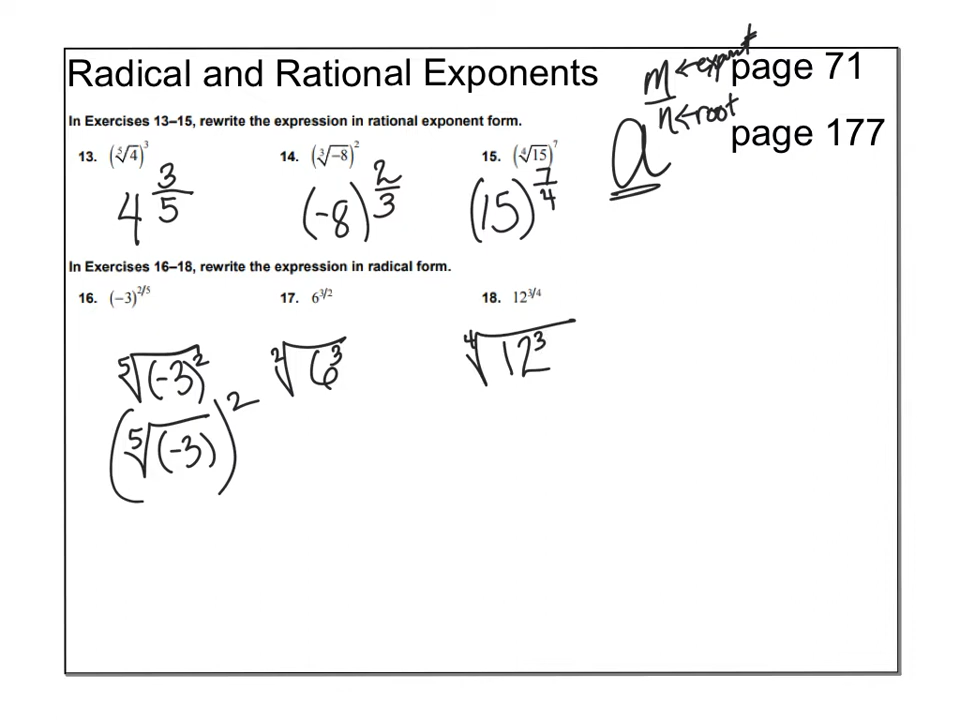 Radical and Rational Exponents
m ← expont page 71
n ← root page 177
a
In Exercises 13–15, rewrite the expression in rational exponent form.
13. (⁵√4)³ 14. (³√−8)² 15. (⁴√15)⁷
4^(3/5) (-8)^(2/3) (15)^(7/4)
In Exercises 16–18, rewrite the expression in radical form.
16. (−3)^(2/5) 17. 6^(3/2) 18. 12^(3/4)
⁵√(-3)² ²√6³ ⁴√12³
(⁵√(-3))²